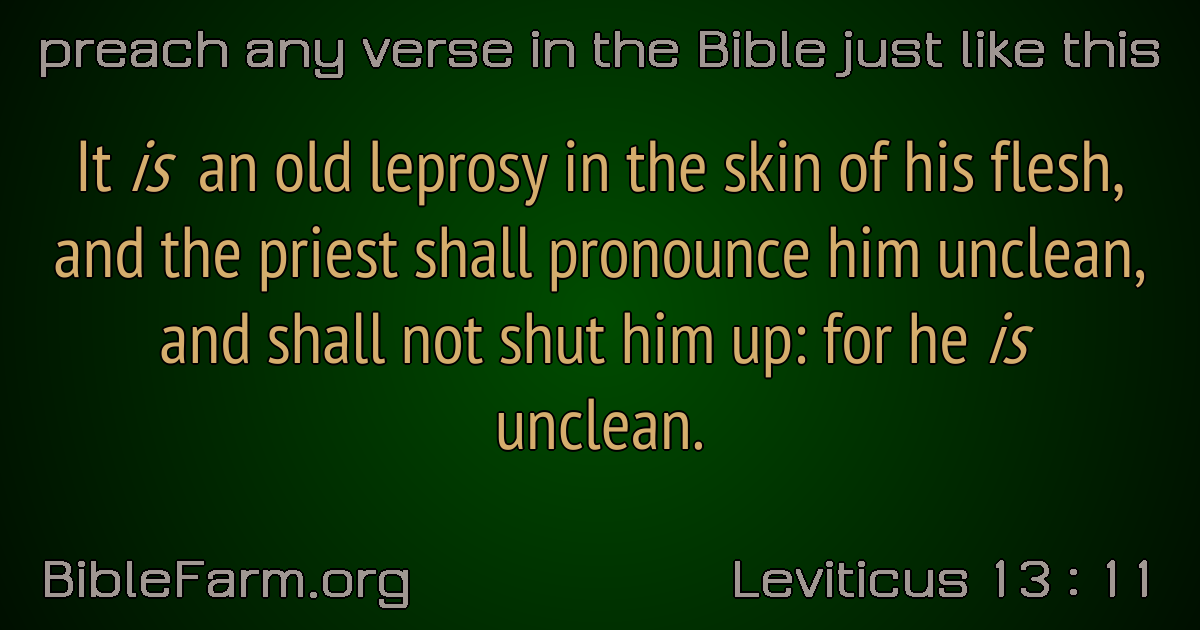 preach any verse in the Bible just like this
It is an old leprosy in the skin of his flesh,
and the priest shall pronounce him unclean,
and shall not shut him up: for he is
unclean.
BibleFarm.org
Leviticus 13 : 11